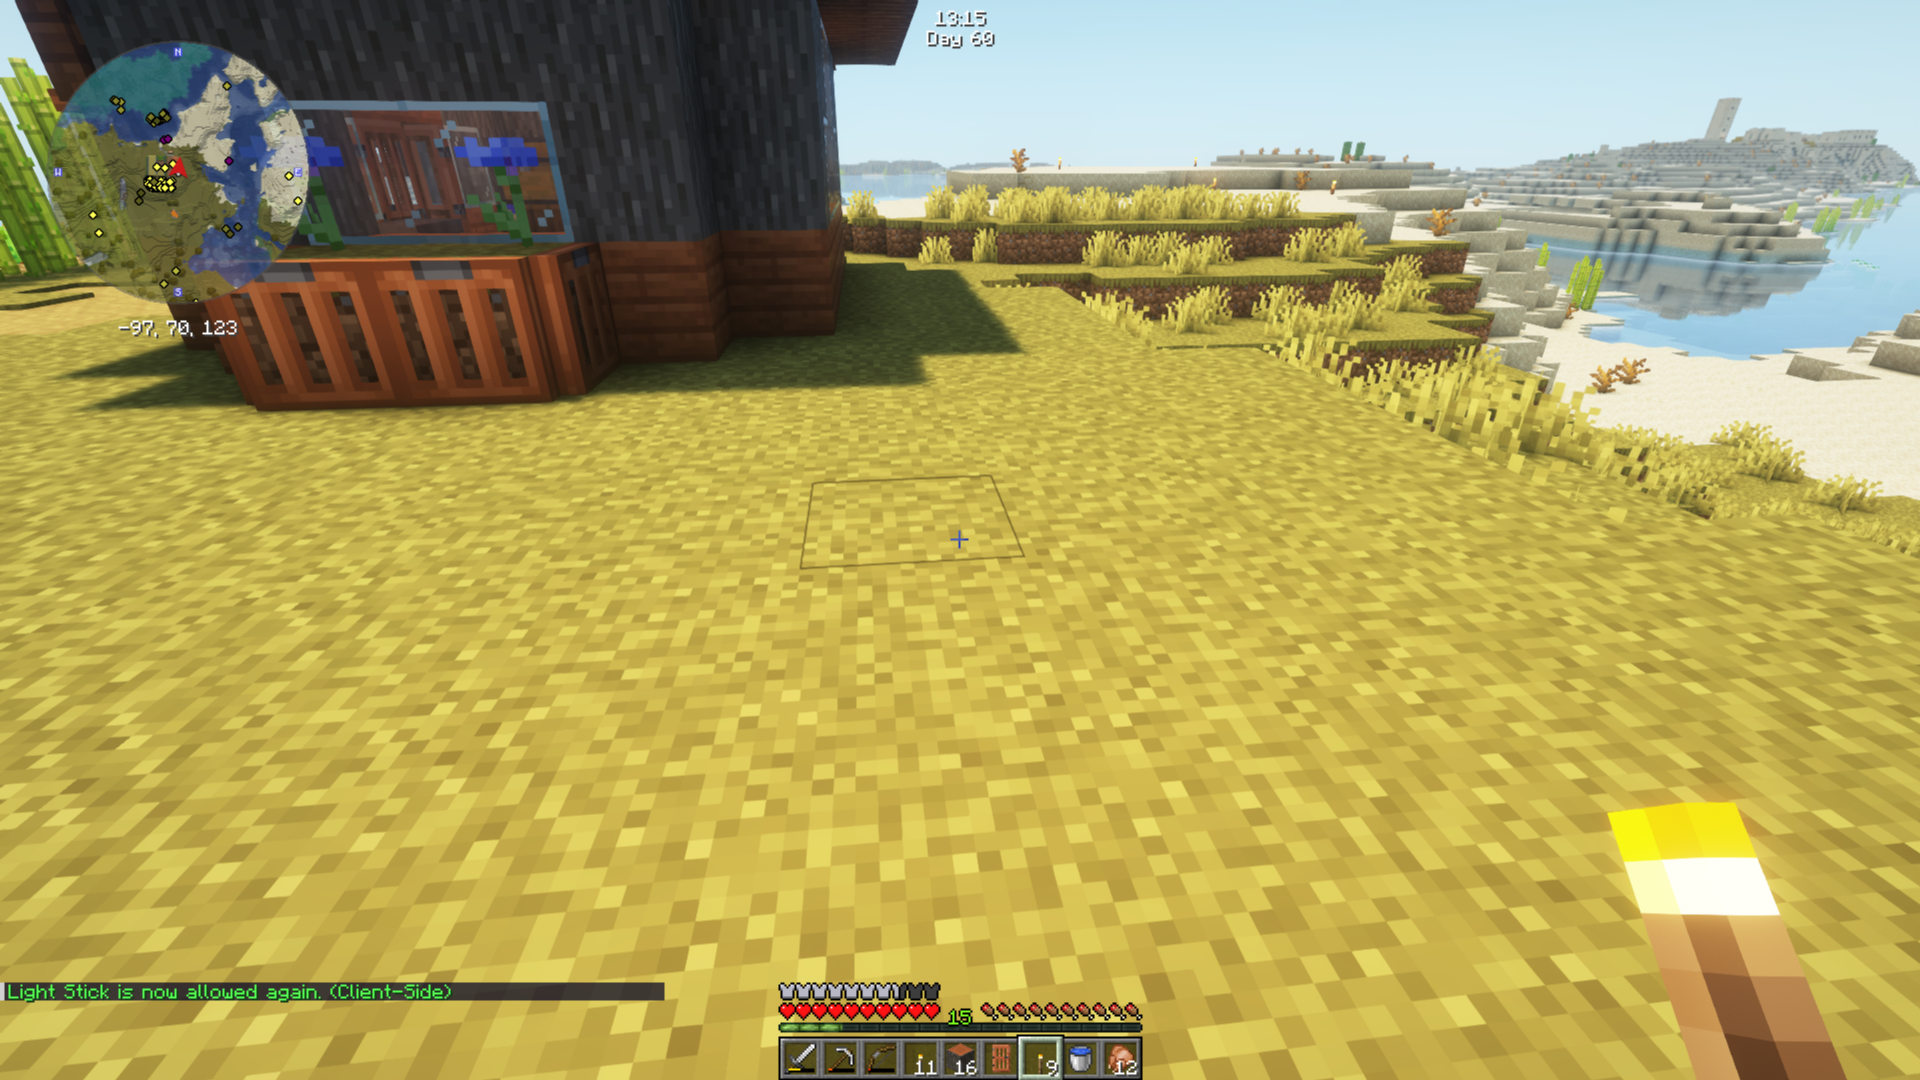 13:15
Day 60
N
W
E
S
-97, 70, 123
Light Stick is now allowed again. (Client-Side)
15
11
16
9
12